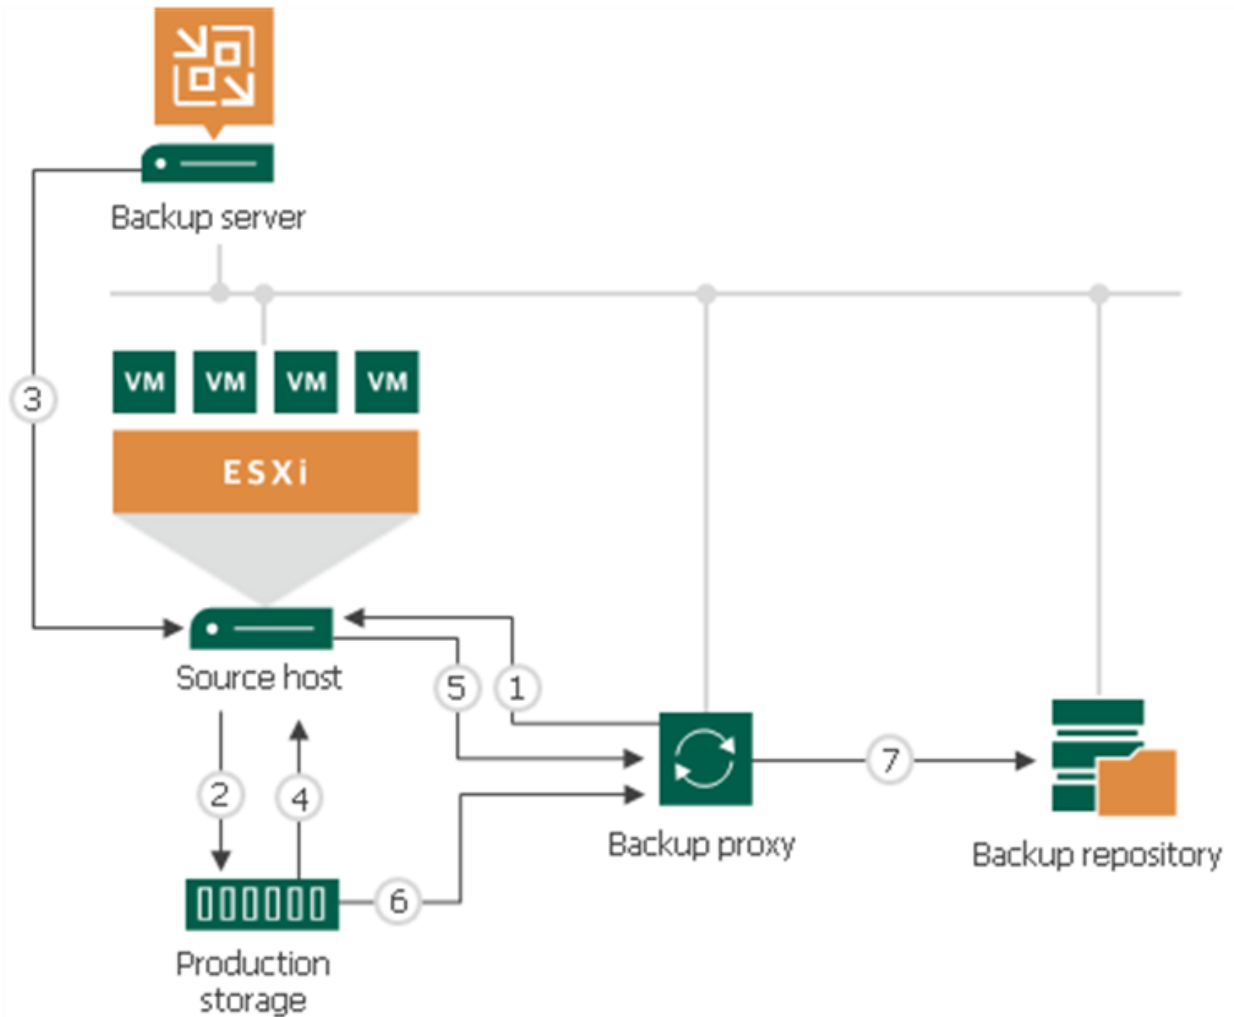 Backup server
3
VM VM VM VM
ESXi
Source host
5 1
2 4
7
Backup proxy
Backup repository
6
Production
storage